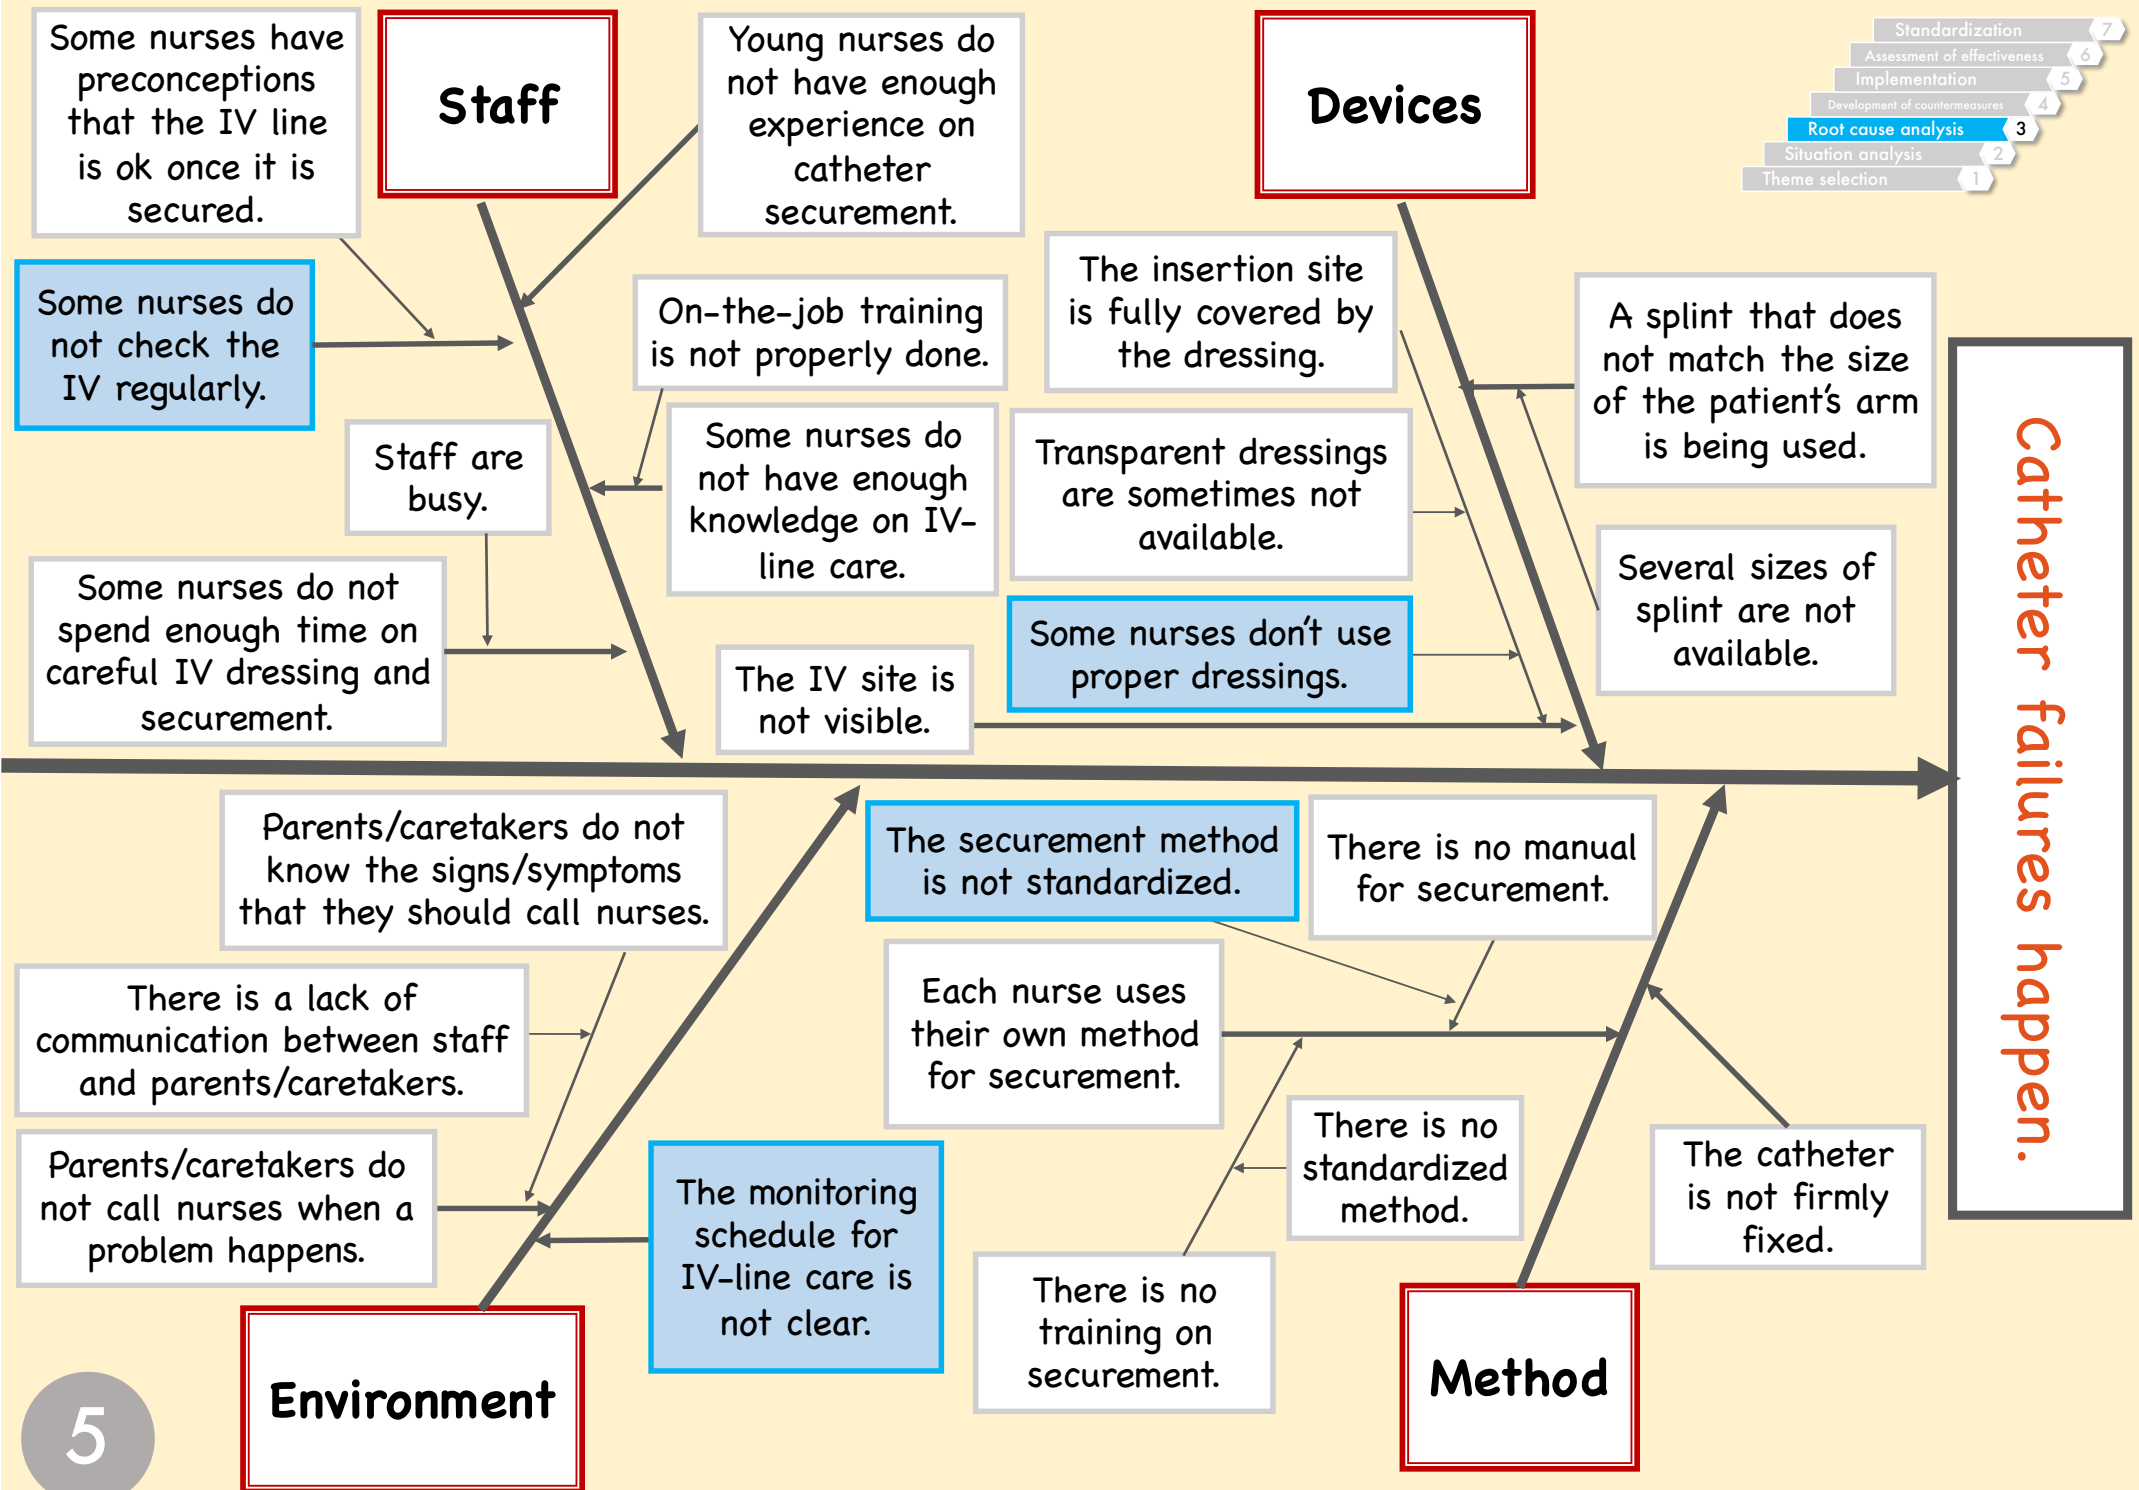 Some nurses have
preconceptions
that the IV line
is ok once it is
secured.
Staff
Young nurses do
not have enough
experience on
catheter
securement.
Devices
Standardization 7
Assessment of effectiveness 6
Implementation 5
Development of countermeasures 4
Root cause analysis 3
Situation analysis 2
Theme selection 1
Some nurses do
not check the
IV regularly.
On-the-job training
is not properly done.
The insertion site
is fully covered by
the dressing.
A splint that does
not match the size
of the patient's arm
is being used.
Staff are
busy.
Some nurses do
not have enough
knowledge on IV-
line care.
Transparent dressings
are sometimes not
available.
Several sizes of
splint are not
available.
Some nurses do not
spend enough time on
careful IV dressing and
securement.
The IV site is
not visible.
Some nurses don't use
proper dressings.
Catheter failures happen.
Parents/caretakers do not
know the signs/symptoms
that they should call nurses.
The securement method
is not standardized.
There is no manual
for securement.
There is a lack of
communication between staff
and parents/caretakers.
Each nurse uses
their own method
for securement.
Parents/caretakers do
not call nurses when a
problem happens.
The monitoring
schedule for
IV-line care is
not clear.
There is no
standardized
method.
The catheter
is not firmly
fixed.
There is no
training on
securement.
Environment
Method
5